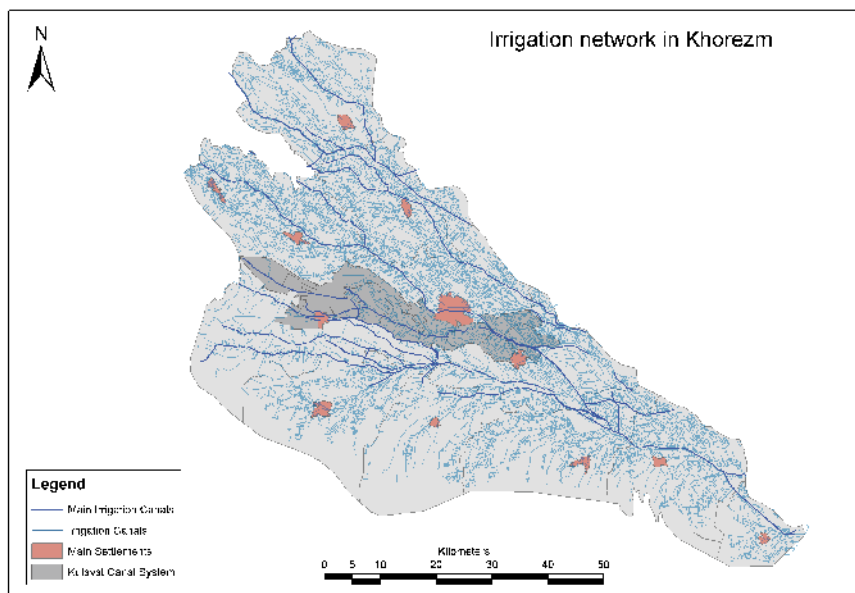 Irrigation network in Khorezm
N
Legend
Main Irrigation Canals
Irrigation Canals
Main Settlements
Canal System
Kilometers
0 5 10 20 30 40 50